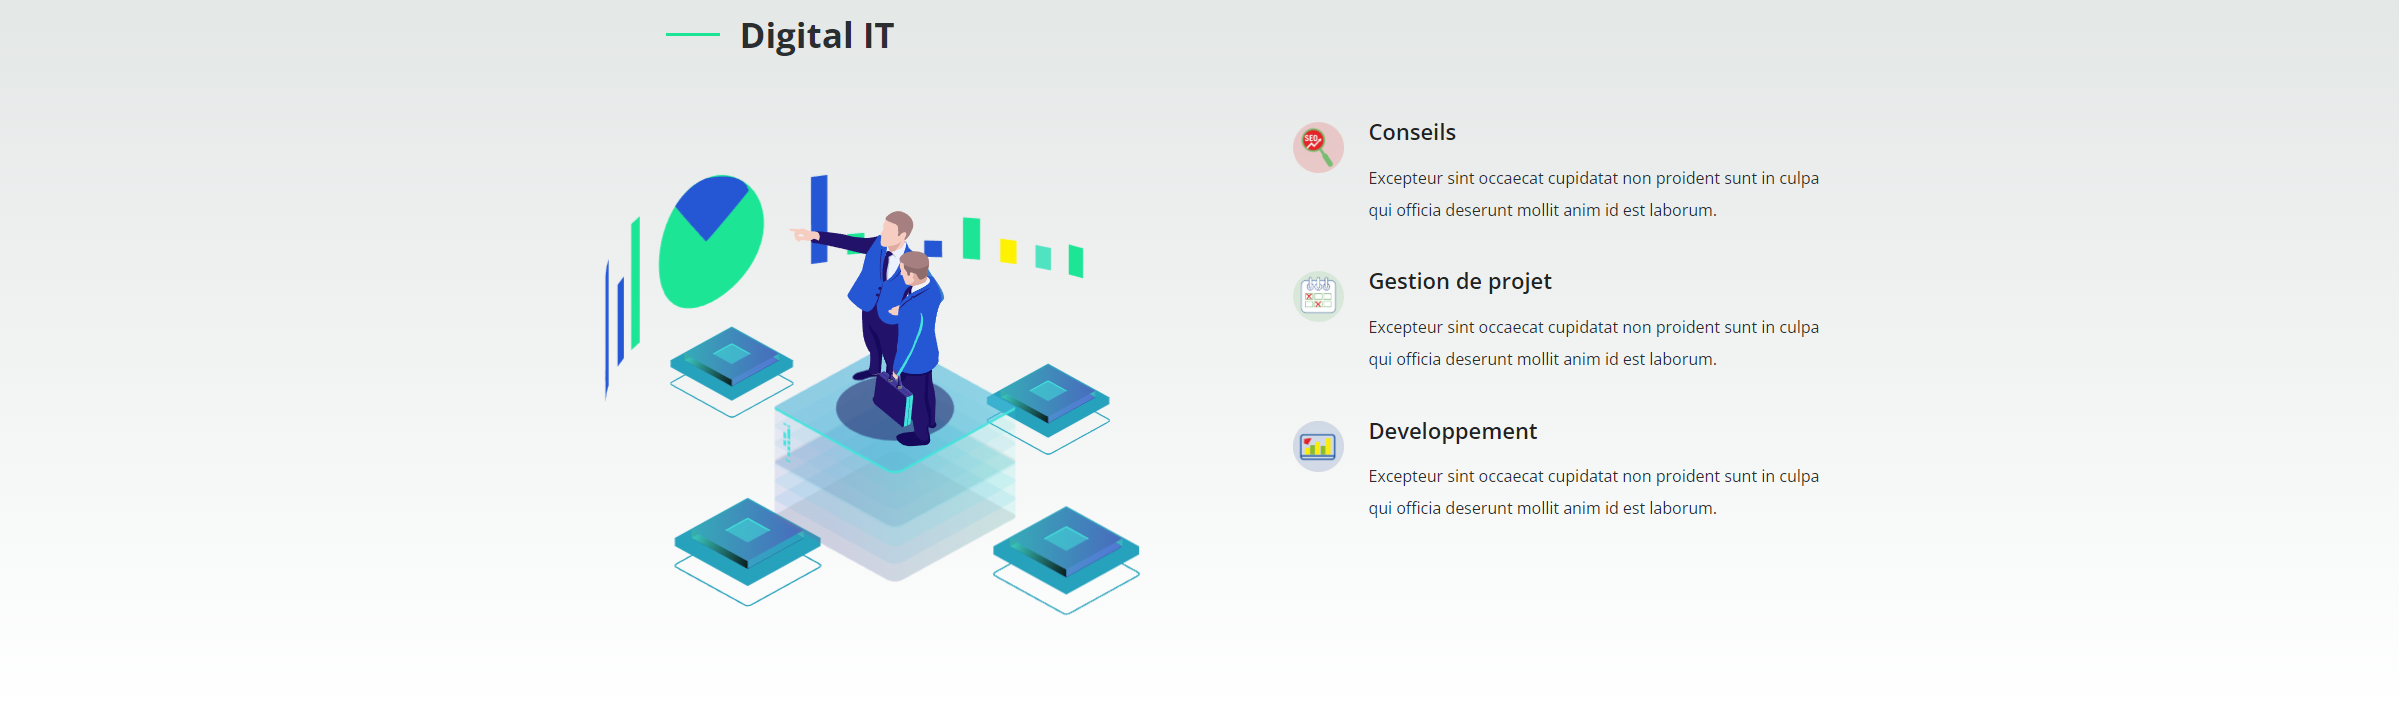 Digital IT
Conseils
Excepteur sint occaecat cupidatat non proident sunt in culpa
qui officia deserunt mollit anim id est laborum.
Gestion de projet
Excepteur sint occaecat cupidatat non proident sunt in culpa
qui officia deserunt mollit anim id est laborum.
Developpement
Excepteur sint occaecat cupidatat non proident sunt in culpa
qui officia deserunt mollit anim id est laborum.
SEO